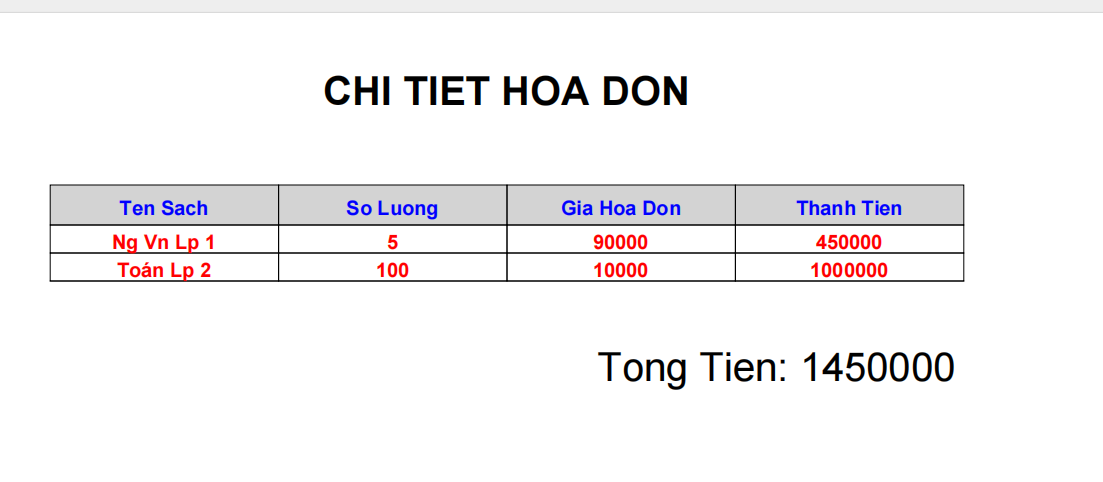 CHI TIET HOA DON
Ten Sach So Luong Gia Hoa Don Thanh Tien
Ng Vn Lp 1 5 90000 450000
Toán Lp 2 100 10000 1000000
Tong Tien: 1450000